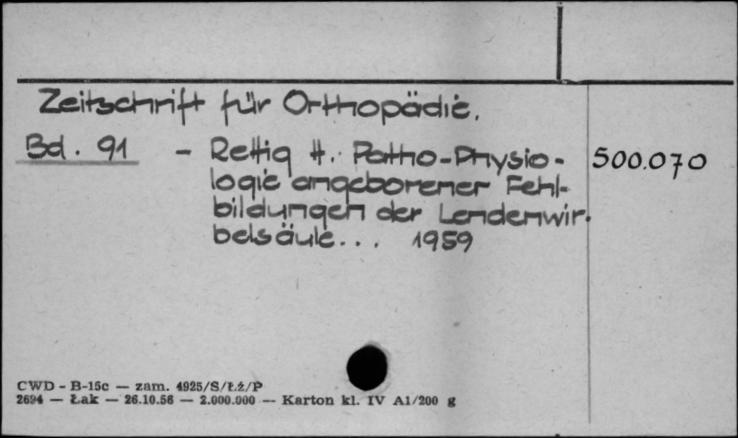 Zeitschrift für Orthopädie.
Bd. 91 - Rettig H. Patho-Physio- 500.070
logie angeborener Fehl-
bildungen der Lendenwir-
belsäule... 1959
CWD - B-15c — zam. 4925/S/Łż/P
2694 — Łak — 26.10.56 — 2.000.000 — Karton kl. IV A1/200 g